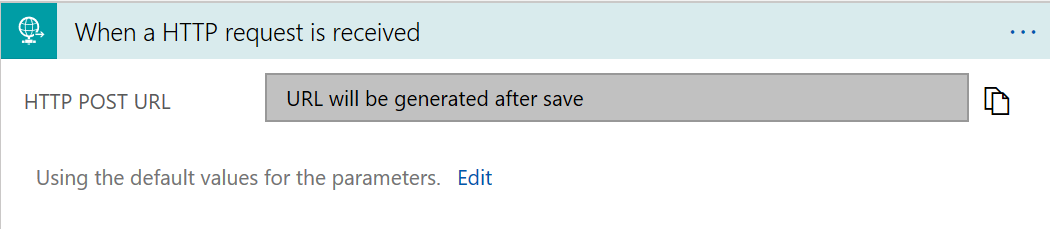 When a HTTP request is received
HTTP POST URL
URL will be generated after save
Using the default values for the parameters. Edit